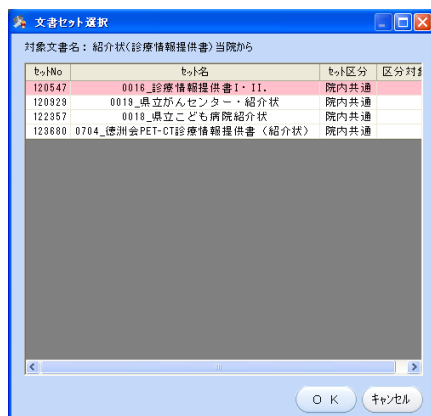 文書セット選択
対象文書名：紹介状(診療情報提供書)当院から
ｾｯﾄNo ｾｯﾄ名 ｾｯﾄ区分 区分対象
120547 0016_診療情報提供書I・II. 院内共通
120929 0019_県立がんセンター・紹介状 院内共通
122357 0018_県立こども病院紹介状 院内共通
123680 0704_徳洲会PET-CT診療情報提供書（紹介状） 院内共通
ＯＫ ｷｬﾝｾﾙ